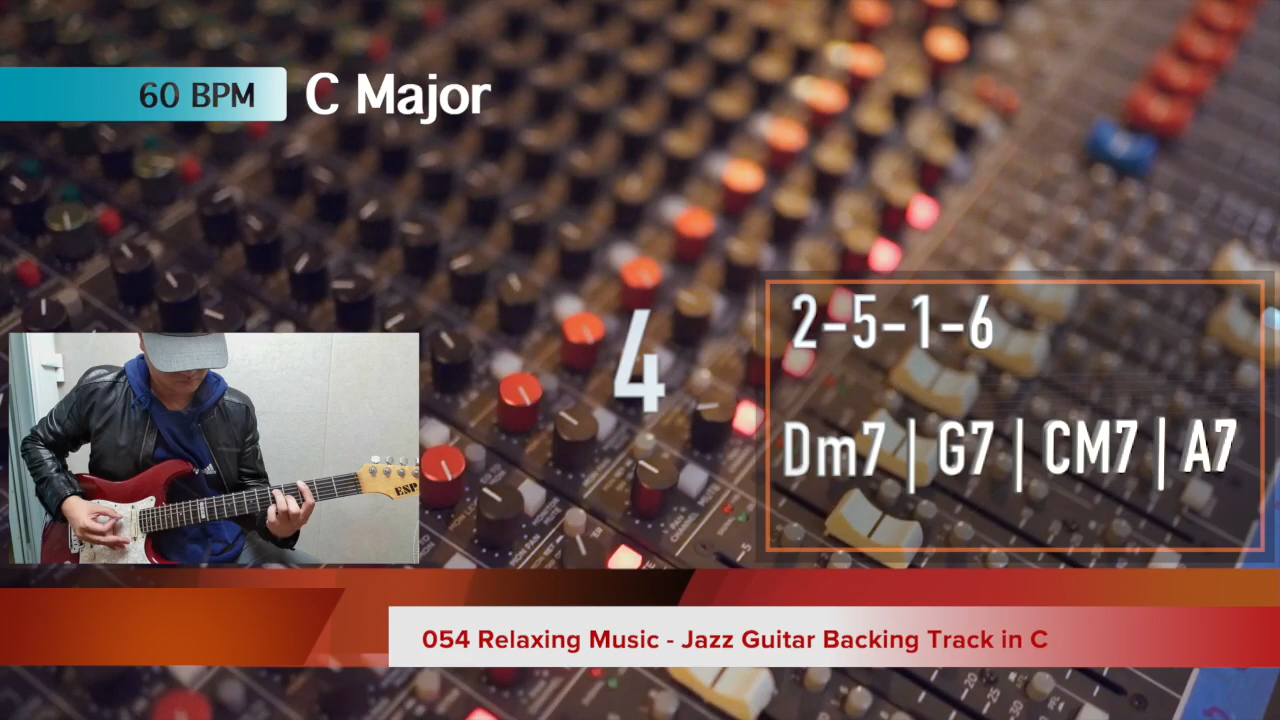 60 BPM
C Major
4
2-5-1-6
Dm7 | G7 | CM7 | A7
ESP
054 Relaxing Music - Jazz Guitar Backing Track in C